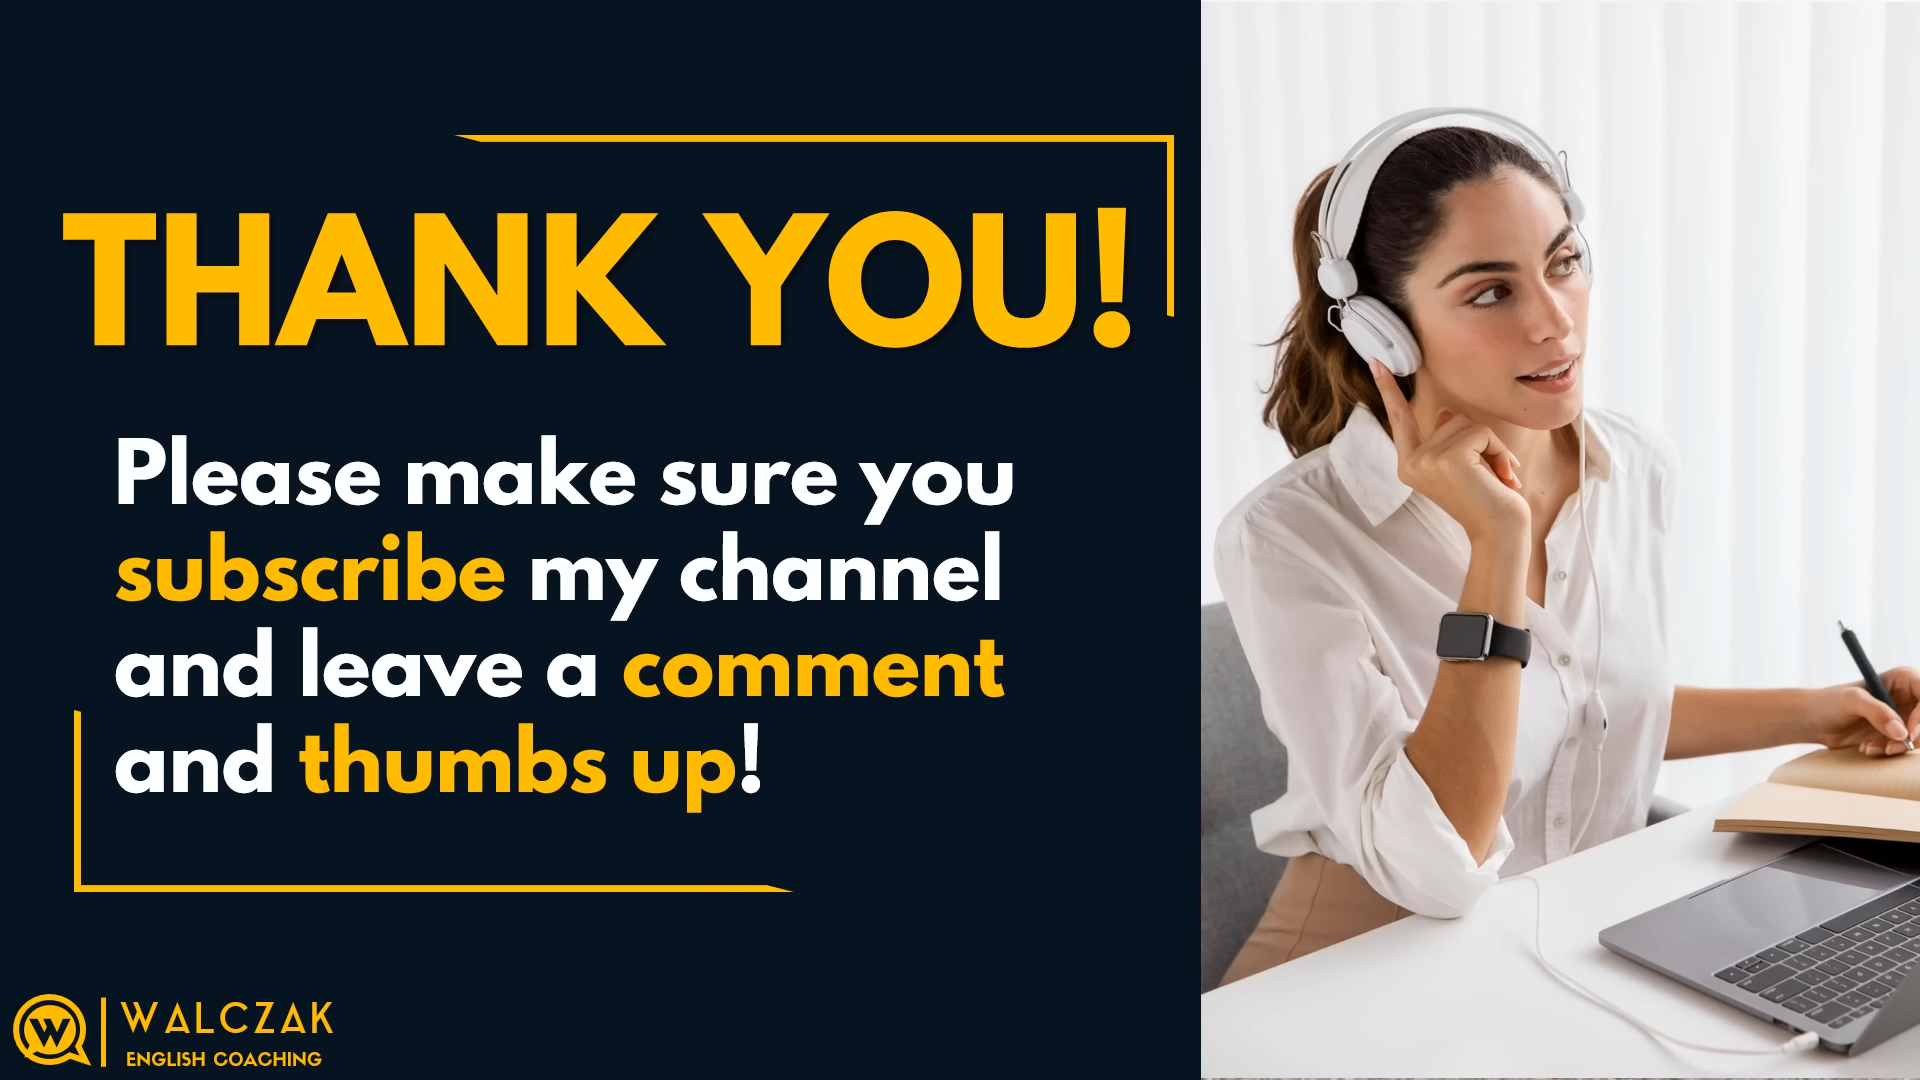 THANK YOU!
Please make sure you
subscribe my channel
and leave a comment
and thumbs up!
W
WALCZAK
ENGLISH COACHING